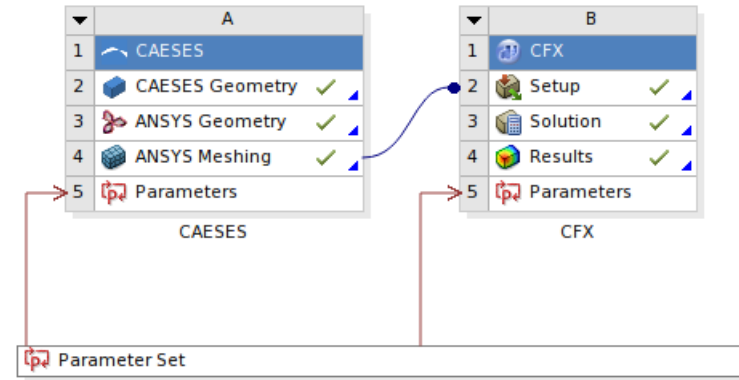 A
1 CAESES
2 CAESES Geometry
3 ANSYS Geometry
4 ANSYS Meshing
5 Parameters
CAESES
B
1 CFX
2 Setup
3 Solution
4 Results
5 Parameters
CFX
Parameter Set